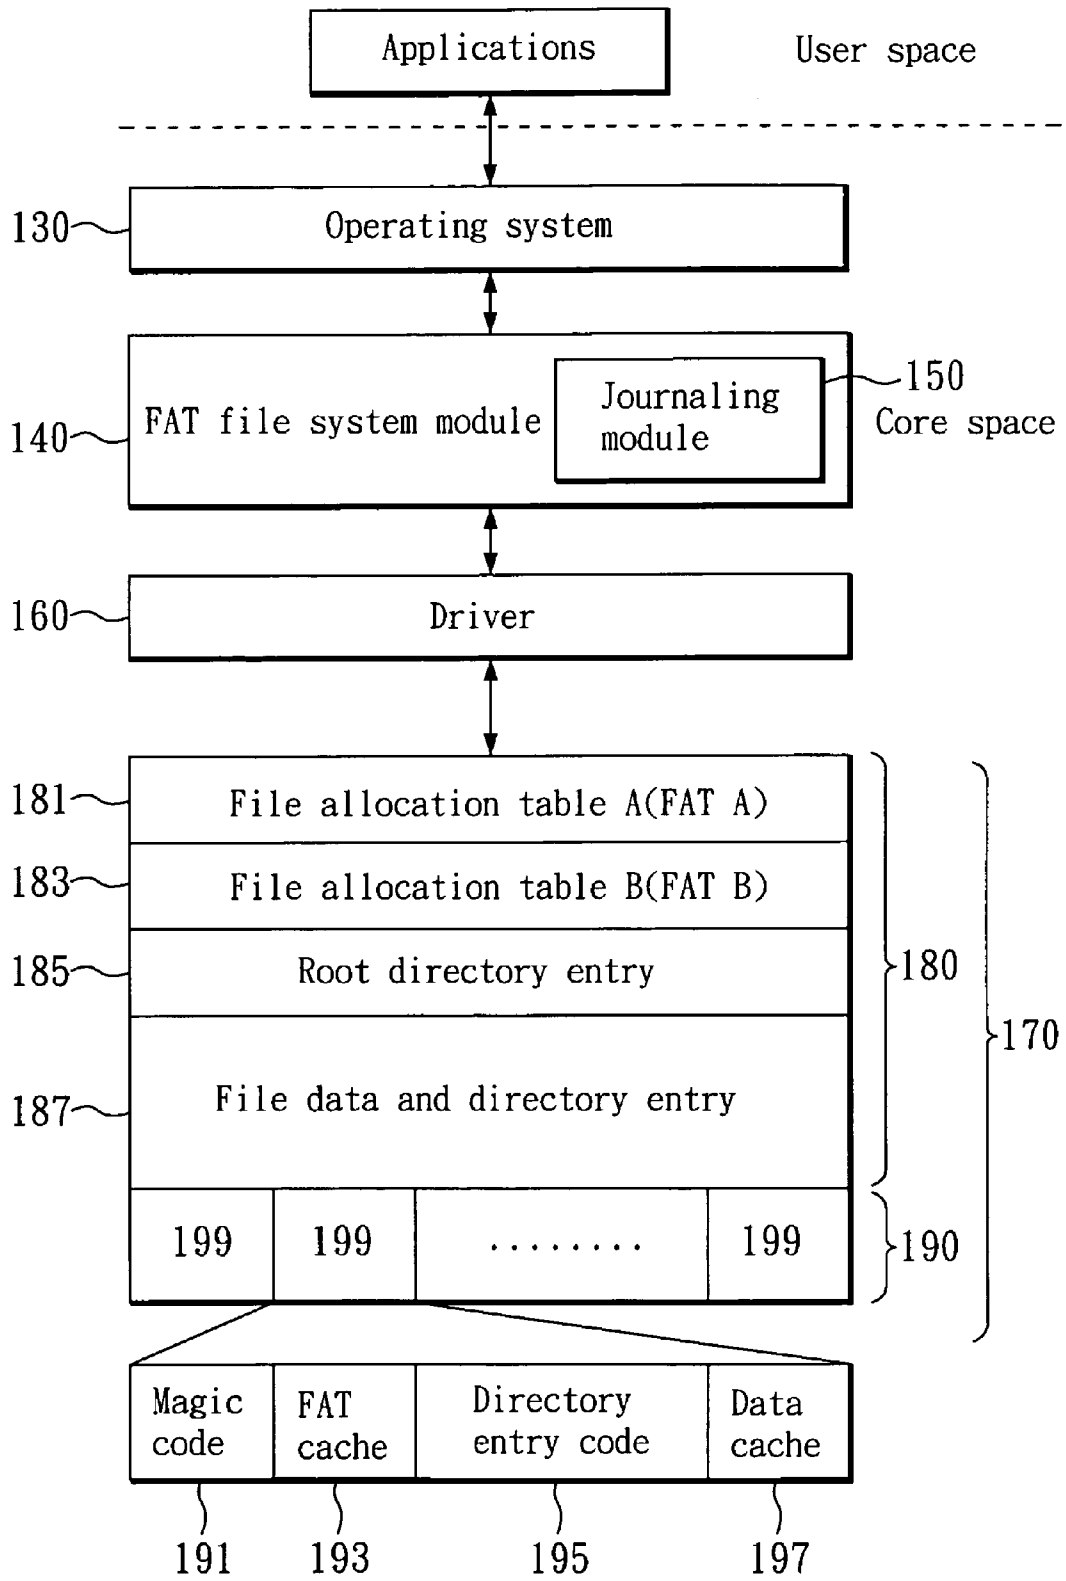 Applications
User space
130
Operating system
150
Journaling
module
FAT file system module
140
Core space
160
Driver
181
File allocation table A(FAT A)
183
File allocation table B(FAT B)
185
Root directory entry
180
170
187
File data and directory entry
199 199 ........ 199
190
Magic
code
FAT
cache
Directory
entry code
Data
cache
191 193 195 197